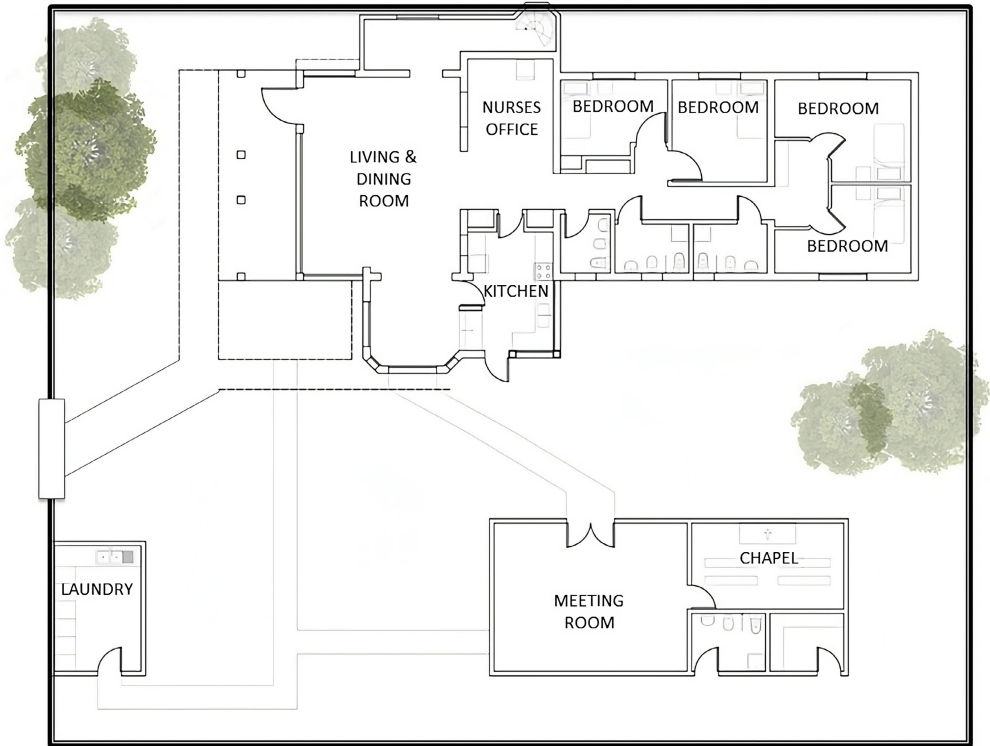 NURSES
OFFICE
BEDROOM
BEDROOM
BEDROOM
LIVING &
DINING
ROOM
BEDROOM
KITCHEN
LAUNDRY
MEETING
ROOM
CHAPEL